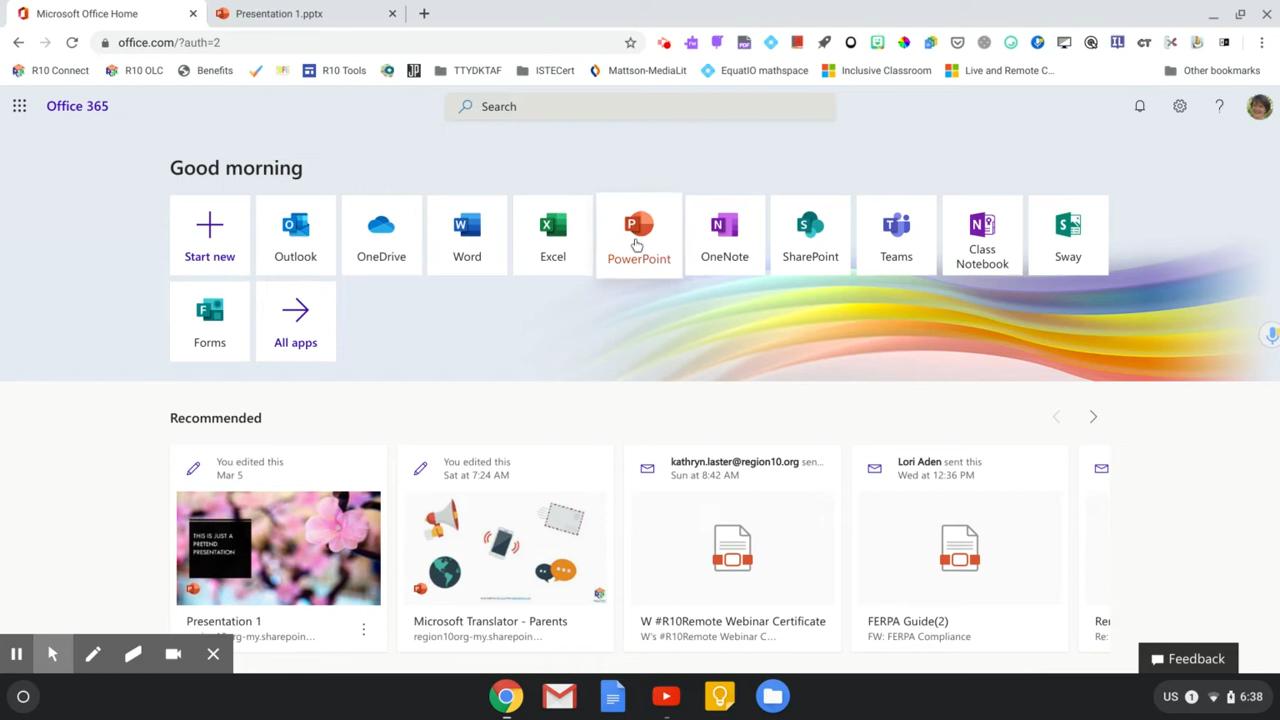 Microsoft Office Home
Presentation 1.pptx
office.com/?auth=2
R10 Connect
R10 OLC
Benefits
R10 Tools
TTYDKTAF
ISTECert
Mattson-MediaLit
EquatIO mathspace
Inclusive Classroom
Live and Remote C...
Other bookmarks
Office 365
Search
Good morning
Start new
Outlook
OneDrive
Word
Excel
PowerPoint
OneNote
SharePoint
Teams
Class
Notebook
Sway
Forms
All apps
Recommended
You edited this
Mar 5
THIS IS JUST A
PRETEND
PRESENTATION
Presentation 1
You edited this
Sat at 7:24 AM
Microsoft Translator - Parents
region10org-my.sharepoin...
kathryn.laster@region10.org sen...
Sun at 8:42 AM
W #R10Remote Webinar Certificate
W's #R10Remote Webinar C...
Lori Aden sent this
Wed at 12:36 PM
FERPA Guide(2)
FW: FERPA Compliance
Re:
Feedback
US
1
6:38